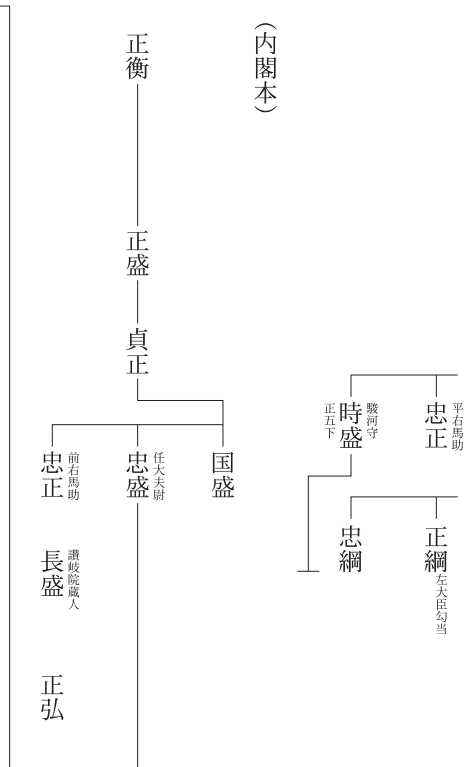 平右馬助
忠正
駿河守
時盛
正五下
正綱
左大臣勾当
忠綱
（内閣本）
正衡
正盛
貞正
国盛
任大夫尉
忠盛
前右馬助
忠正
讃岐院蔵人
長盛
正弘